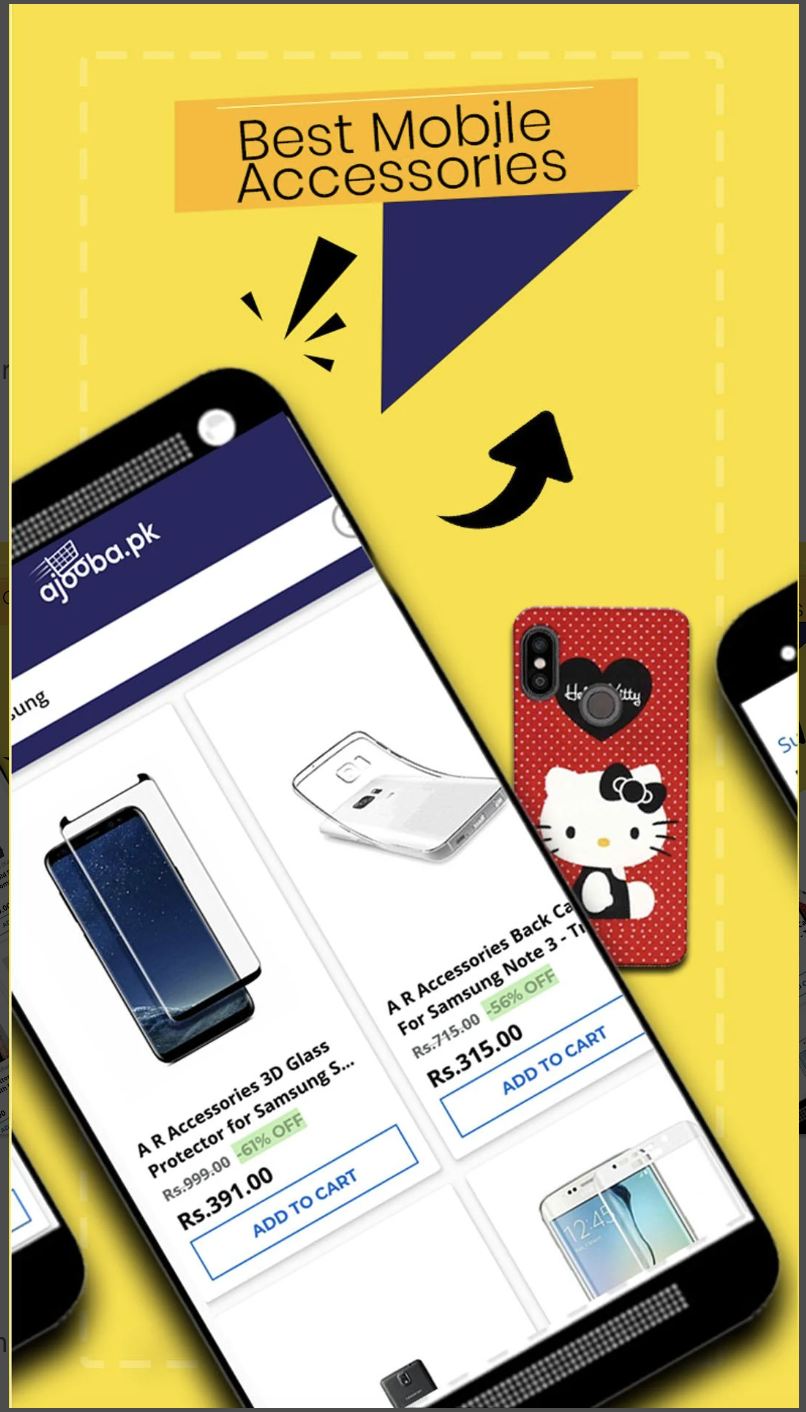 Best Mobile
Accessories
ajooba.pk
sung
Hello Kitty
A R Accessories 3D Glass
Protector for Samsung S...
Rs.999.00 -61% OFF
Rs.391.00
ADD TO CART
A R Accessories Back Ca
For Samsung Note 3 - Tr
Rs.715.00 -56% OFF
Rs.315.00
ADD TO CART
12:45
Su